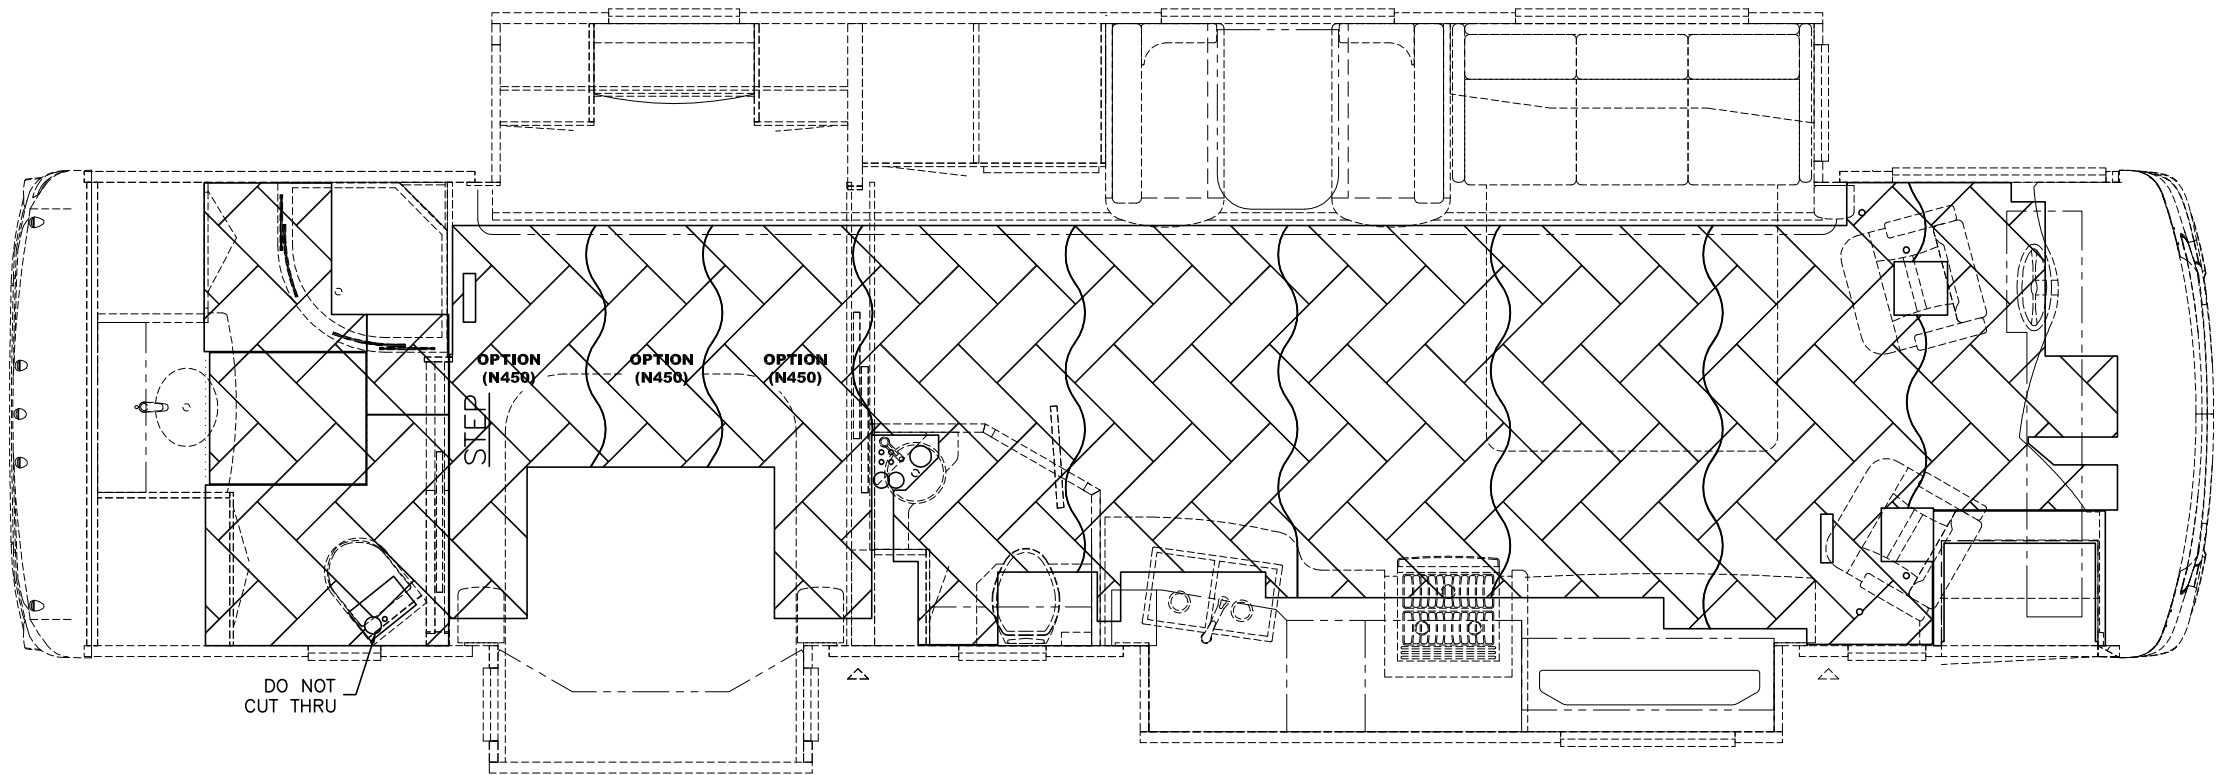 OPTION
(N450)
OPTION
(N450)
OPTION
(N450)
STEP
DO NOT
CUT THRU